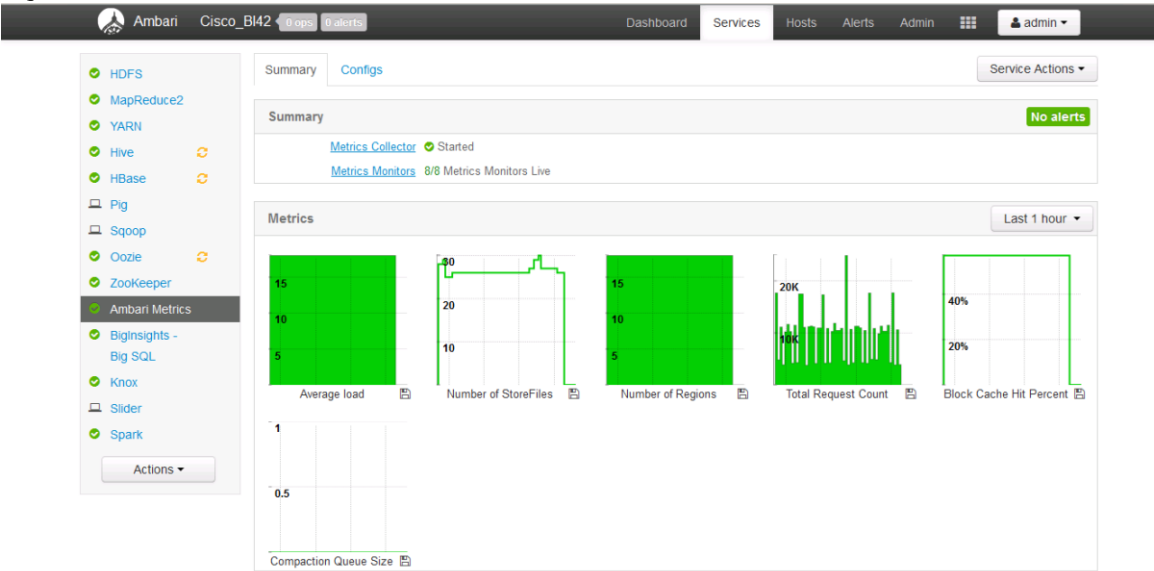 Ambari Cisco_BI42 0 ops 0 alerts Dashboard Services Hosts Alerts Admin admin
HDFS
MapReduce2
YARN
Hive
HBase
Pig
Sqoop
Oozie
ZooKeeper
Ambari Metrics
BigInsights -
Big SQL
Knox
Slider
Spark
Actions
Summary Configs Service Actions
Summary No alerts
Metrics Collector Started
Metrics Monitors 8/8 Metrics Monitors Live
Metrics Last 1 hour
15
10
5
Average load
30
20
10
Number of StoreFiles
15
10
5
Number of Regions
20K
10K
Total Request Count
40%
20%
Block Cache Hit Percent
1
0.5
Compaction Queue Size